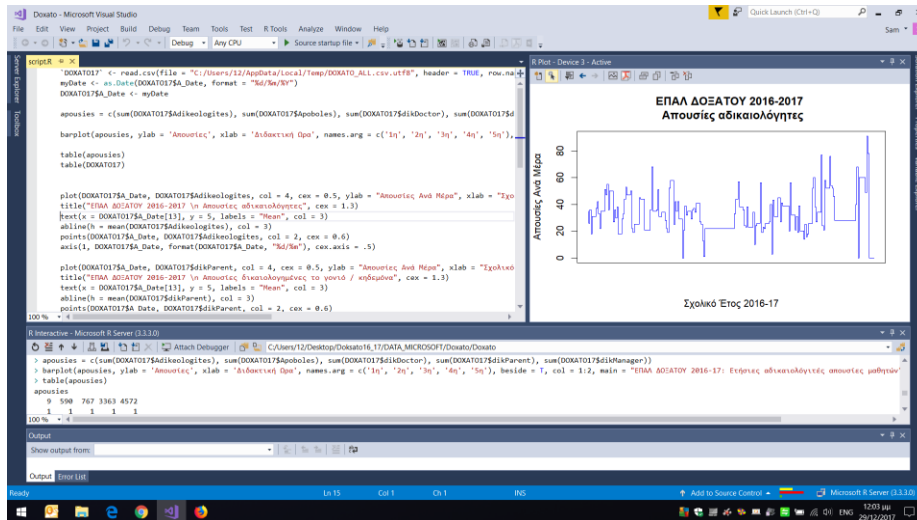 Doxato - Microsoft Visual Studio
Quick Launch (Ctrl+Q)
File Edit View Project Build Debug Team Tools Test R Tools Analyze Window Help
Sam
Debug Any CPU Source startup file
Server Explorer
Toolbox
script.R
`DOXATO17` <- read.csv(file = "C:/Users/12/AppData/Local/Temp/DOXATO_ALL.csv.utf8", header = TRUE, row.na
myDate <- as.Date(DOXATO17$A_Date, format = "%d/%m/%Y")
DOXATO17$A_Date <- myDate
apousies = c(sum(DOXATO17$Adikeologites), sum(DOXATO17$Apoboles), sum(DOXATO17$dikDoctor), sum(DOXATO17$d
barplot(apousies, ylab = 'Απουσίες', xlab = 'Διδακτική Ωρα', names.arg = c('1η', '2η', '3η', '4η', '5η'),
table(apousies)
table(DOXATO17)
plot(DOXATO17$A_Date, DOXATO17$Adikeologites, col = 4, cex = 0.5, ylab = "Απουσίες Ανά Μέρα", xlab = "Σχο
title("ΕΠΑΛ ΔΟΞΑΤΟΥ 2016-2017 \n Απουσίες αδικαιολόγητες", cex = 1.3)
text(x = DOXATO17$A_Date[13], y = 5, labels = "Mean", col = 3)
abline(h = mean(DOXATO17$Adikeologites), col = 3)
points(DOXATO17$A_Date, DOXATO17$Adikeologites, col = 2, cex = 0.6)
axis(1, DOXATO17$A_Date, format(DOXATO17$A_Date, "%d/%m"), cex.axis = .5)
plot(DOXATO17$A_Date, DOXATO17$dikParent, col = 4, cex = 0.5, ylab = "Απουσίες Ανά Μέρα", xlab = "Σχολικό
title("ΕΠΑΛ ΔΟΞΑΤΟΥ 2016-2017 \n Απουσίες δικαιολογημένες το γονιό / κηδεμόνα", cex = 1.3)
text(x = DOXATO17$A_Date[13], y = 5, labels = "Mean", col = 3)
abline(h = mean(DOXATO17$dikParent), col = 3)
points(DOXATO17$A_Date, DOXATO17$dikParent, col = 2, cex = 0.6)
100 %
R Plot - Device 3 - Active
ΕΠΑΛ ΔΟΞΑΤΟΥ 2016-2017
Απουσίες αδικαιολόγητες
Απουσίες Ανά Μέρα
80
60
40
20
0
Σχολικό Έτος 2016-17
R Interactive - Microsoft R Server (3.3.3.0)
Attach Debugger C:/Users/12/Desktop/Doksato16_17/DATA_MICROSOFT/Doxato/Doxato
> apousies = c(sum(DOXATO17$Adikeologites), sum(DOXATO17$Apoboles), sum(DOXATO17$dikDoctor), sum(DOXATO17$dikParent), sum(DOXATO17$dikManager))
> barplot(apousies, ylab = 'Απουσίες', xlab = 'Διδακτική Ωρα', names.arg = c('1η', '2η', '3η', '4η', '5η'), beside = T, col = 1:2, main = "ΕΠΑΛ ΔΟΞΑΤΟΥ 2016-17: Ετήσιες αδικαιολόγιτές απουσίες μαθητών
> table(apousies)
apousies
9 590 767 3363 4572
1 1 1 1 1
100 %
Output
Show output from:
Output Error List
Ready Ln 15 Col 1 Ch 1 INS Add to Source Control Microsoft R Server (3.3.3.0)
ENG 12:03 μμ
29/12/2017